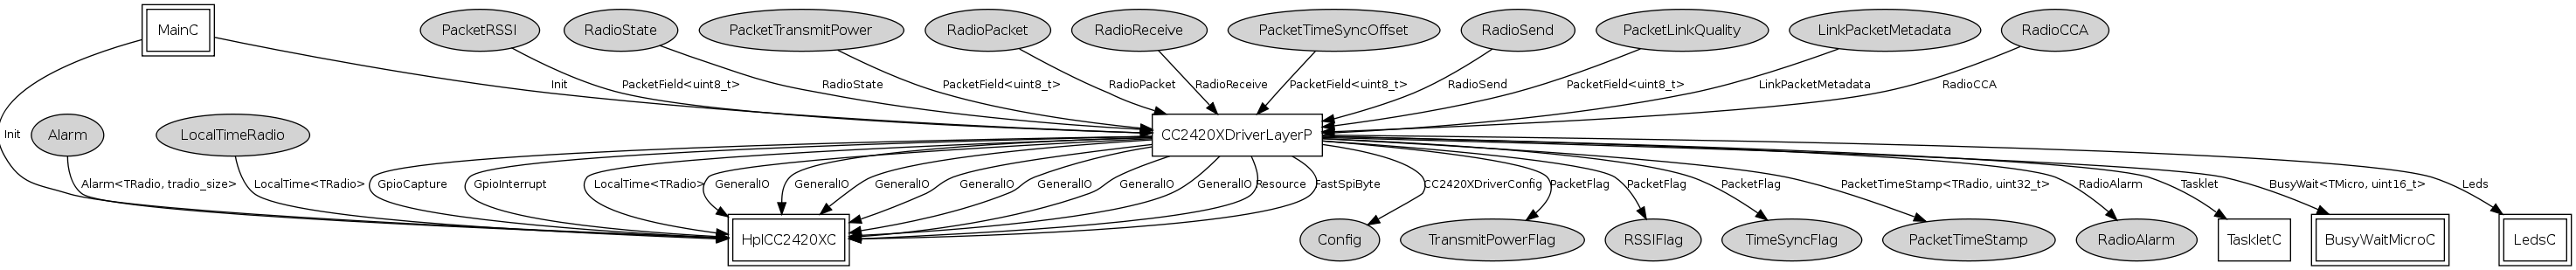 MainC
PacketRSSI
RadioState
PacketTransmitPower
RadioPacket
RadioReceive
PacketTimeSyncOffset
RadioSend
PacketLinkQuality
LinkPacketMetadata
RadioCCA
Init
PacketField<uint8_t>
RadioState
PacketField<uint8_t>
RadioPacket
RadioReceive
PacketField<uint8_t>
RadioSend
PacketField<uint8_t>
LinkPacketMetadata
RadioCCA
Init
Alarm
LocalTimeRadio
CC2420XDriverLayerP
Alarm<TRadio, tradio_size>
LocalTime<TRadio>
GpioCapture
GpioInterrupt
LocalTime<TRadio>
GeneralIO
GeneralIO
GeneralIO
GeneralIO
GeneralIO
GeneralIO
GeneralIO
Resource
FastSpiByte
CC2420XDriverConfig
PacketFlag
PacketFlag
PacketFlag
PacketTimeStamp<TRadio, uint32_t>
RadioAlarm
Tasklet
BusyWait<TMicro, uint16_t>
Leds
HplCC2420XC
Config
TransmitPowerFlag
RSSIFlag
TimeSyncFlag
PacketTimeStamp
RadioAlarm
TaskletC
BusyWaitMicroC
LedsC